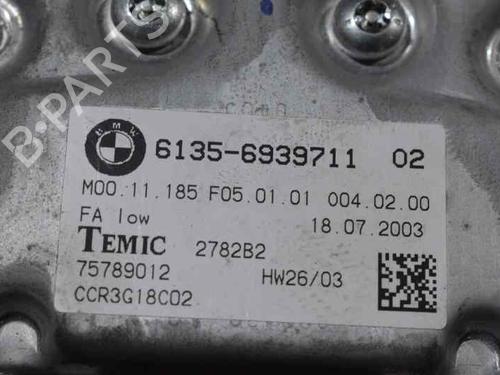 BMW
6135-6939711 02
M00.11.185 F05.01.01 004.02.00
FA low 18.07.2003
TEMIC 2782B2
75789012 HW26/03
CCR3G18C02
B-PARTS